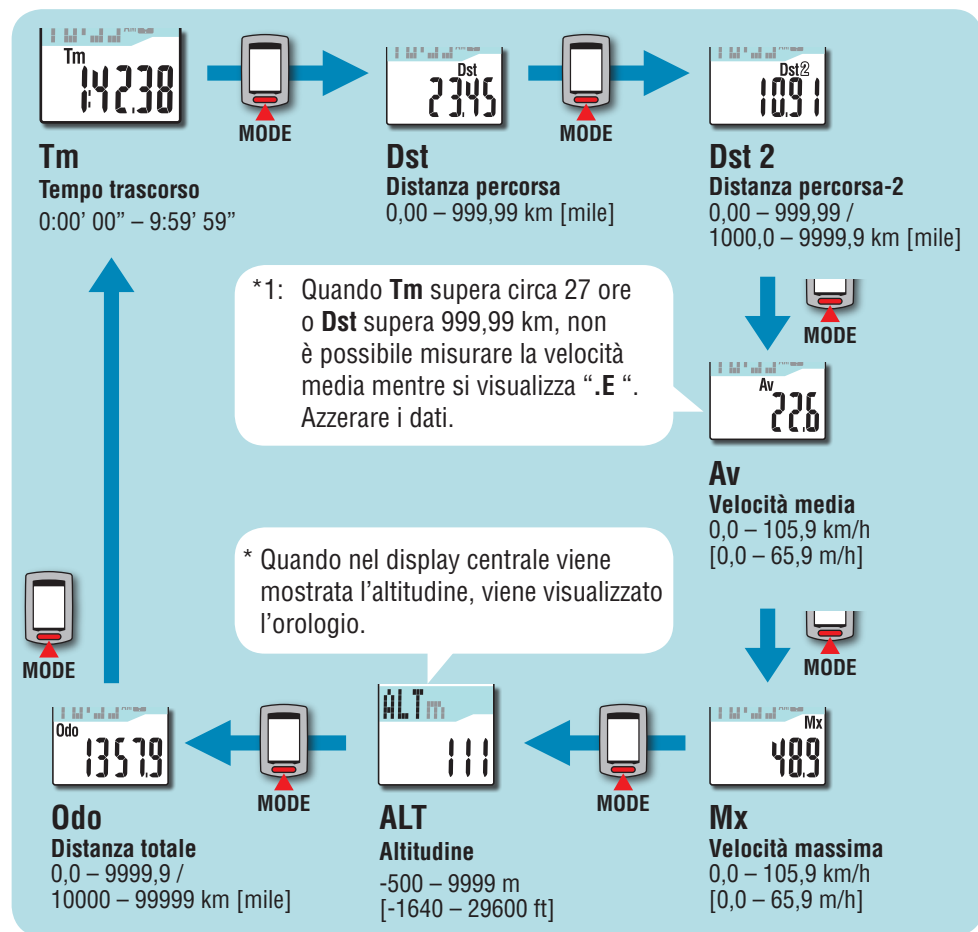 Tm
1:42.38
MODE
Dst
23.45
MODE
Dst2
10.91
Tm
Tempo trascorso
0:00’ 00” – 9:59’ 59”
Dst
Distanza percorsa
0,00 – 999,99 km [mile]
Dst 2
Distanza percorsa-2
0,00 – 999,99 /
1000,0 – 9999,9 km [mile]
MODE
*1: Quando Tm supera circa 27 ore
o Dst supera 999,99 km, non
è possibile misurare la velocità
media mentre si visualizza “.E “.
Azzerare i dati.
Av
22.6
Av
Velocità media
0,0 – 105,9 km/h
[0,0 – 65,9 m/h]
* Quando nel display centrale viene
mostrata l’altitudine, viene visualizzato
l’orologio.
MODE
MODE
Odo
1357.9
MODE
ALTm
111
MODE
Mx
48.9
Odo
Distanza totale
0,0 – 9999,9 /
10000 – 99999 km [mile]
ALT
Altitudine
-500 – 9999 m
[-1640 – 29600 ft]
Mx
Velocità massima
0,0 – 105,9 km/h
[0,0 – 65,9 m/h]